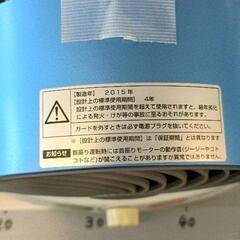 【製造年】2015年
【設計上の標準使用期間】 4年
設計上の標準使用期間を超えて使用されますと、経年劣化
による発火・けが等の事故に至るおそれがあります。
ガードを外すときは必ず電源プラグを抜いてください。
※【設計上の標準使用期間】は「保証期間」とは異なります。
お知らせ
首振り運転時には首振りモーターの動作音(ジージーやコト
コトなど)が聞こえることがありますが異常ではありません。
20
30
40